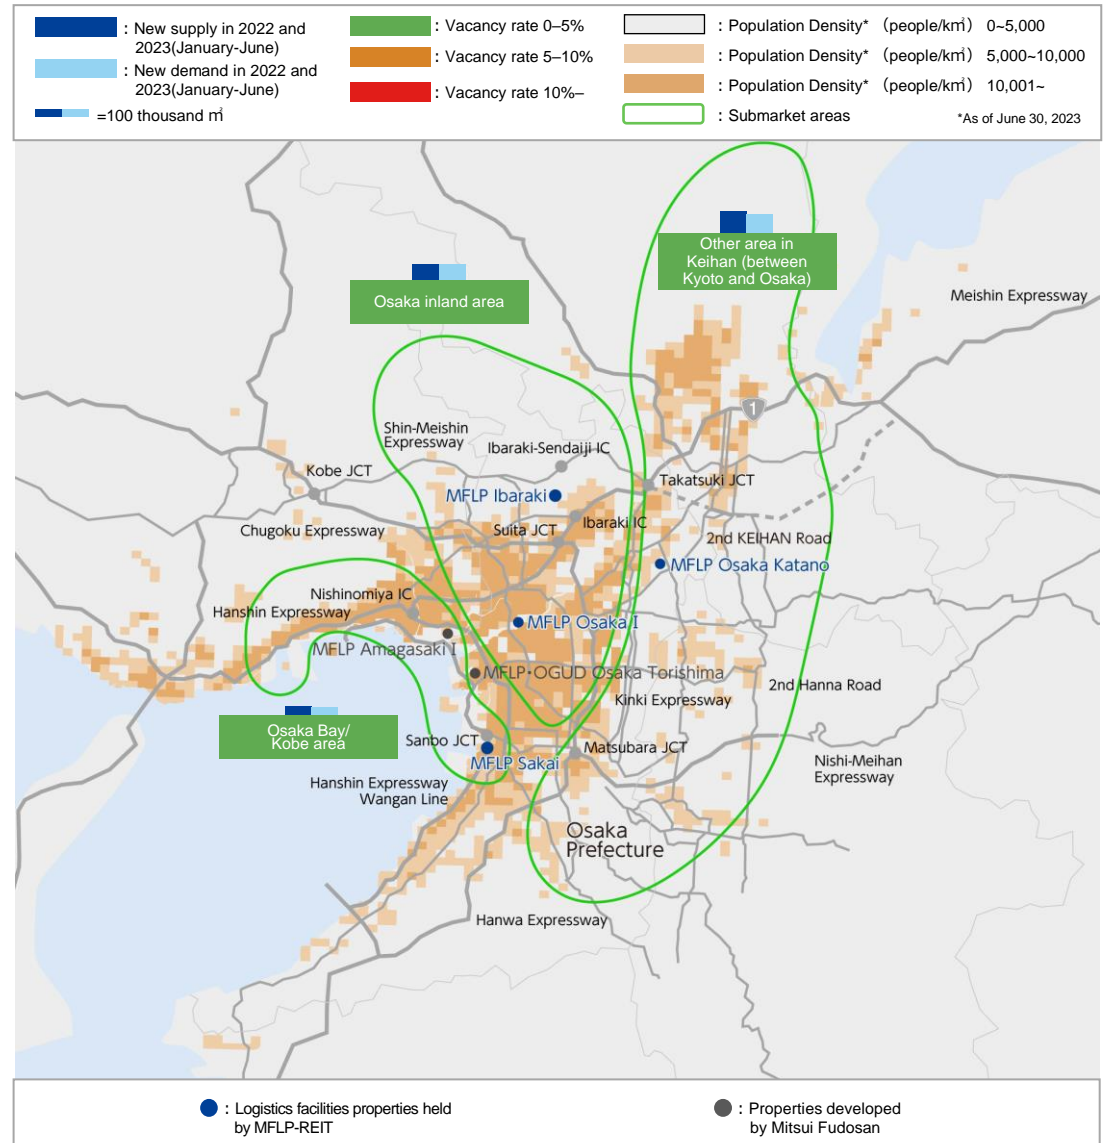 : New supply in 2022 and
2023(January-June)
: New demand in 2022 and
2023(January-June)
=100 thousand ㎡
: Vacancy rate 0–5%
: Vacancy rate 5–10%
: Vacancy rate 10%–
: Population Density* (people/k㎡) 0~5,000
: Population Density* (people/k㎡) 5,000~10,000
: Population Density* (people/k㎡) 10,001~
: Submarket areas
*As of June 30, 2023
Other area in
Keihan (between
Kyoto and Osaka)
Osaka inland area
Meishin Expressway
1
Shin-Meishin
Expressway
Ibaraki-Sendaiji IC
Kobe JCT
Takatsuki JCT
MFLP Ibaraki
Ibaraki IC
Suita JCT
Chugoku Expressway
2nd KEIHAN Road
MFLP Osaka Katano
Nishinomiya IC
Hanshin Expressway
MFLP Osaka I
MFLP Amagasaki I
MFLP・OGUD Osaka Torishima
2nd Hanna Road
Kinki Expressway
Osaka Bay/
Kobe area
Sanbo JCT
Matsubara JCT
MFLP Sakai
Nishi-Meihan
Expressway
Hanshin Expressway
Wangan Line
Osaka
Prefecture
Hanwa Expressway
: Logistics facilities properties held
by MFLP-REIT
: Properties developed
by Mitsui Fudosan